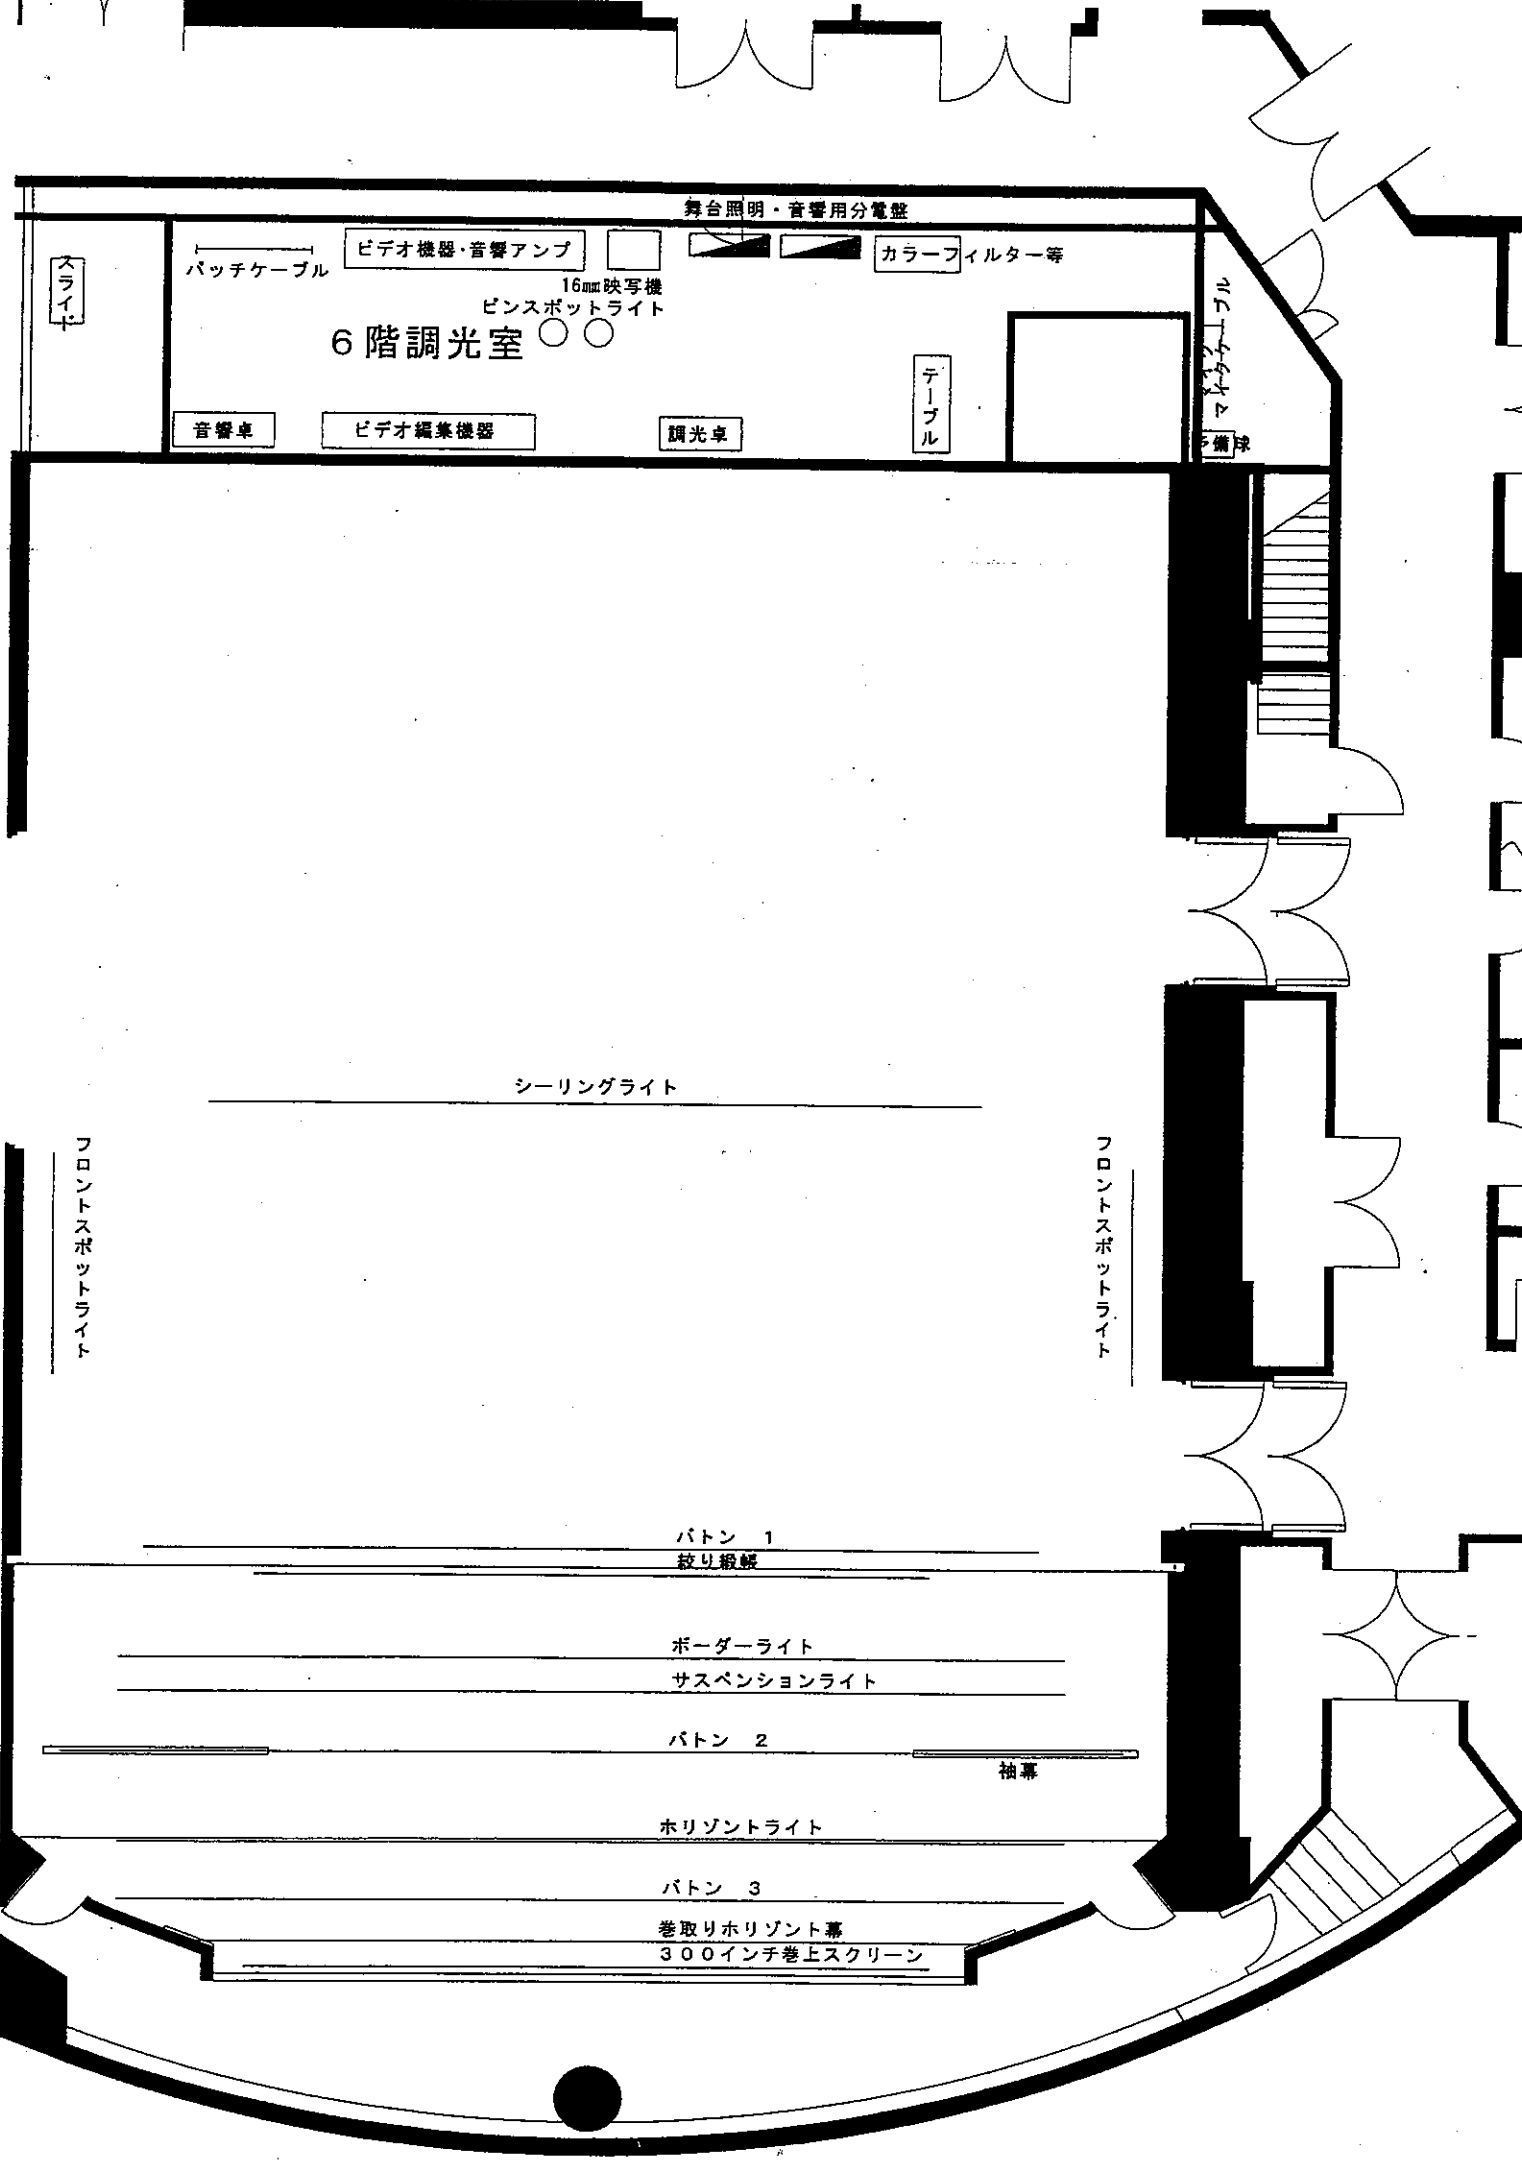 舞台照明・音響用分電盤
スライド
パッチケーブル
ビデオ機器・音響アンプ
カラーフィルター等
16㎜映写機
ピンスポットライト
6階調光室
テーブル
音響卓
ビデオ編集機器
調光卓
予備球
シーリングライト
フロントスポットライト
フロントスポットライト
バトン 1
絞り緞帳
ボーダーライト
サスペンションライト
バトン 2
袖幕
ホリゾントライト
バトン 3
巻取りホリゾント幕
300インチ巻上スクリーン